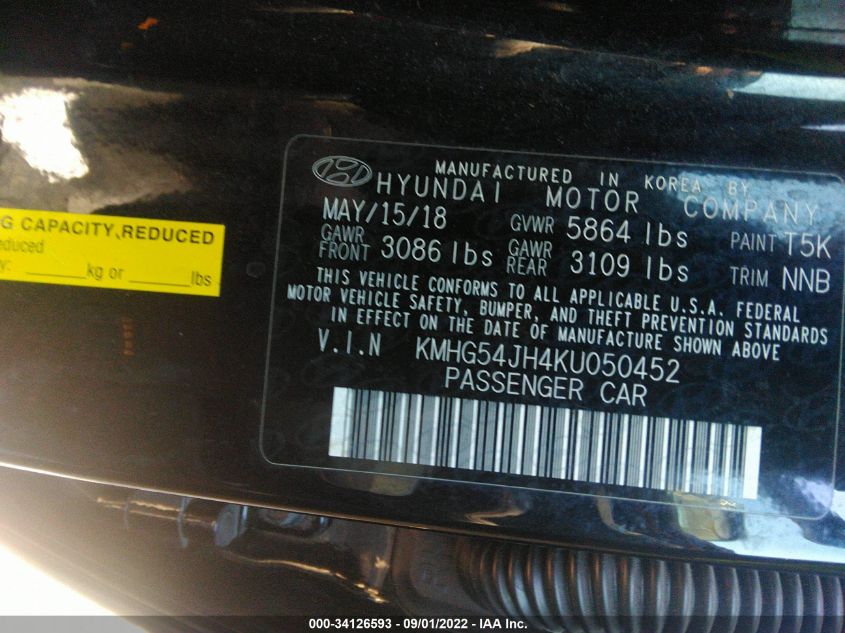 G CAPACITY REDUCED
educed
y: ______kg or ______lbs
MANUFACTURED IN KOREA BY
HYUNDAI MOTOR COMPANY
MAY/15/18 GVWR 5864 lbs PAINT T5K
GAWR FRONT 3086 lbs GAWR REAR 3109 lbs TRIM NNB
THIS VEHICLE CONFORMS TO ALL APPLICABLE U.S.A. FEDERAL
MOTOR VEHICLE SAFETY, BUMPER, AND THEFT PREVENTION STANDARDS
IN EFFECT ON THE DATE OF MANUFACTURE SHOWN ABOVE
V.I.N KMHG54JH4KU050452
PASSENGER CAR
000-34126593 - 09/01/2022 - IAA Inc.